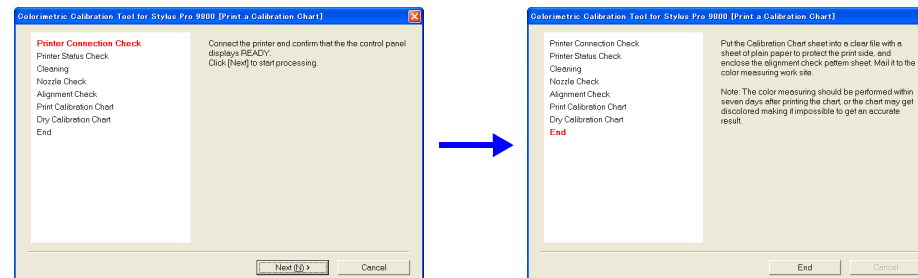 Colorimetric Calibration Tool for Stylus Pro 9800 [Print a Calibration Chart]
Printer Connection Check
Printer Status Check
Cleaning
Nozzle Check
Alignment Check
Print Calibration Chart
Dry Calibration Chart
End
Connect the printer and confirm that the the control panel
displays READY.
Click [Next] to start processing.
Next (N) >
Cancel
Colorimetric Calibration Tool for Stylus Pro 9800 [Print a Calibration Chart]
Printer Connection Check
Printer Status Check
Cleaning
Nozzle Check
Alignment Check
Print Calibration Chart
Dry Calibration Chart
End
Put the Calibration Chart sheet into a clear file with a
sheet of plain paper to protect the print side, and
enclose the alignment check pattern sheet. Mail it to the
color measuring work site.
Note: The color measuring should be performed within
seven days after printing the chart, or the chart may get
discolored making it impossible to get an accurate
result.
End
Cancel